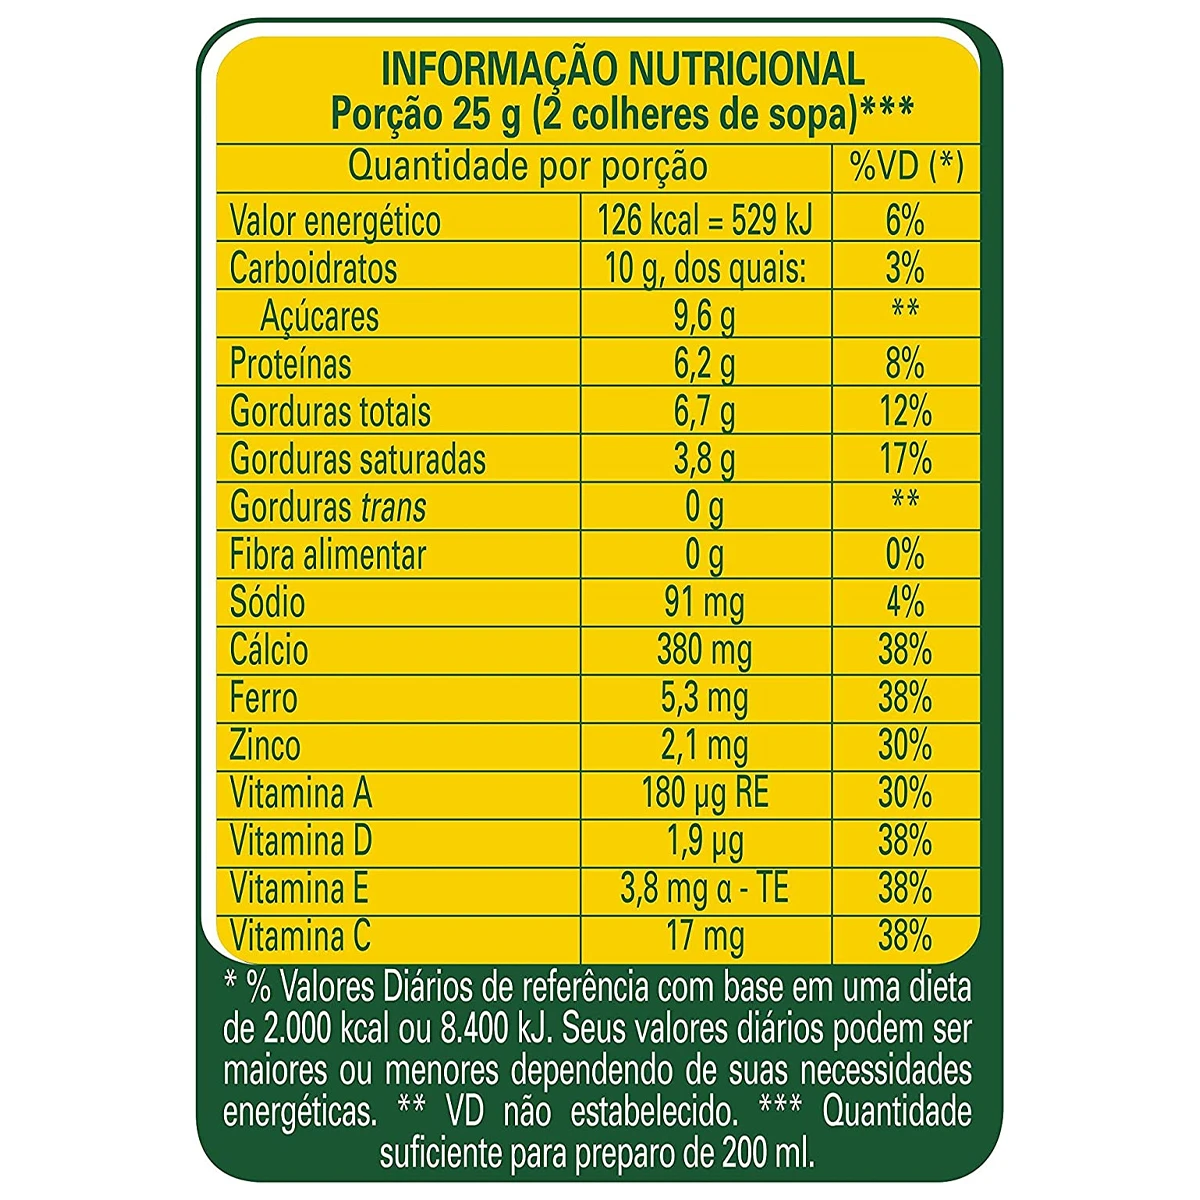 INFORMAÇÃO NUTRICIONAL
Porção 25 g (2 colheres de sopa)***
Quantidade por porção %VD (*)
Valor energético 126 kcal = 529 kJ 6%
Carboidratos 10 g, dos quais: 3%
Açúcares 9,6 g **
Proteínas 6,2 g 8%
Gorduras totais 6,7 g 12%
Gorduras saturadas 3,8 g 17%
Gorduras trans 0 g **
Fibra alimentar 0 g 0%
Sódio 91 mg 4%
Cálcio 380 mg 38%
Ferro 5,3 mg 38%
Zinco 2,1 mg 30%
Vitamina A 180 µg RE 30%
Vitamina D 1,9 µg 38%
Vitamina E 3,8 mg α - TE 38%
Vitamina C 17 mg 38%
* % Valores Diários de referência com base em uma dieta
de 2.000 kcal ou 8.400 kJ. Seus valores diários podem ser
maiores ou menores dependendo de suas necessidades
energéticas. ** VD não estabelecido. *** Quantidade
suficiente para preparo de 200 ml.